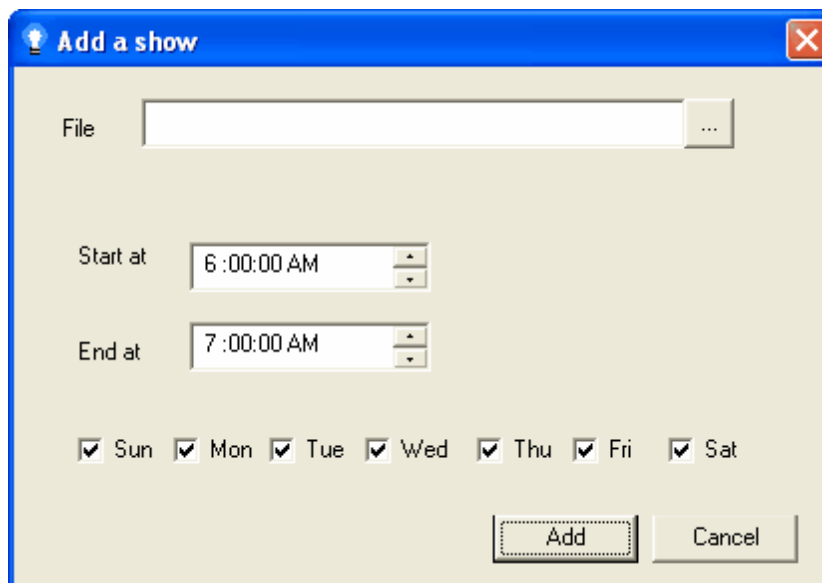 Add a show
File ...
Start at 6 :00:00 AM
End at 7 :00:00 AM
Sun Mon Tue Wed Thu Fri Sat
Add Cancel